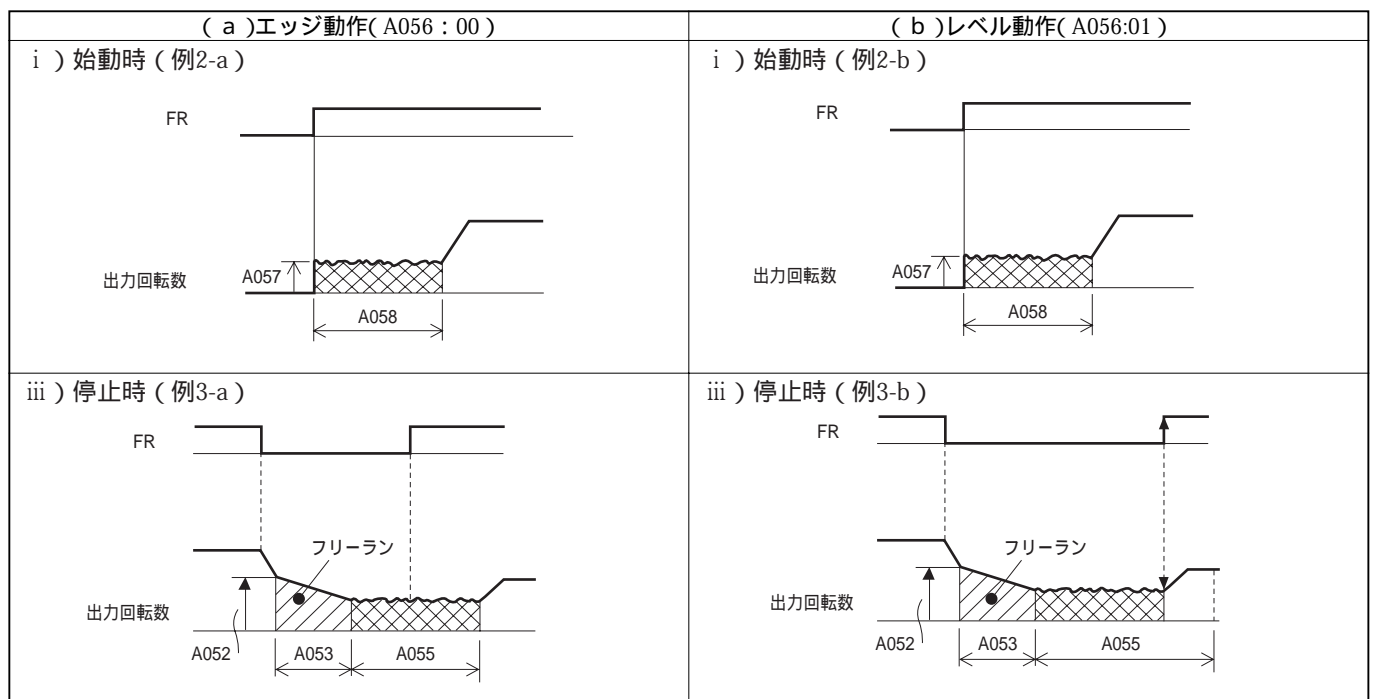 ( a )エッジ動作( A056 : 00 )
( b )レベル動作( A056:01 )
i ) 始動時 ( 例2-a )
FR
A057
出力回転数
A058
i ) 始動時 ( 例2-b )
FR
A057
出力回転数
A058
iii ) 停止時 ( 例3-a )
FR
フリーラン
出力回転数
A052
A053
A055
iii ) 停止時 ( 例3-b )
FR
フリーラン
出力回転数
A052
A053
A055